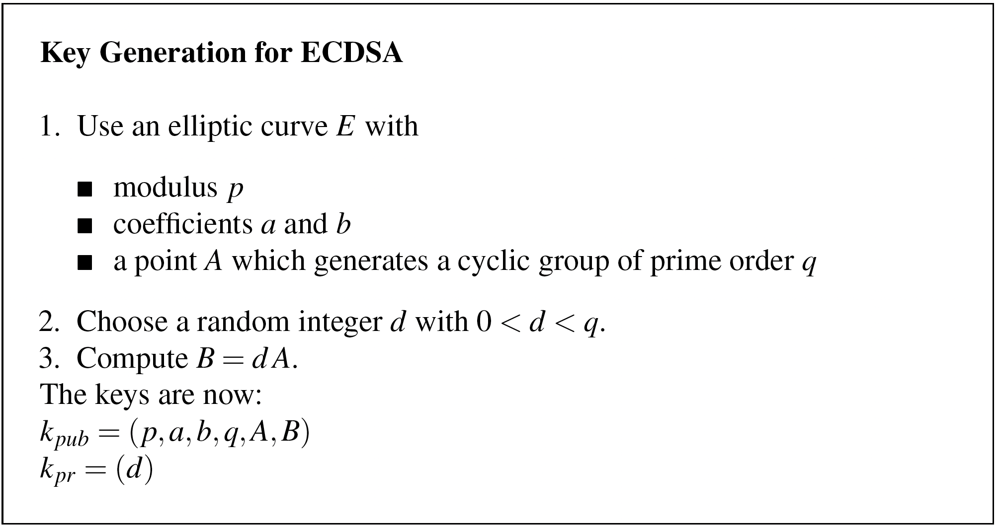 Key Generation for ECDSA
1. Use an elliptic curve E with
■ modulus p
■ coefficients a and b
■ a point A which generates a cyclic group of prime order q
2. Choose a random integer d with 0 < d < q.
3. Compute B = d A.
The keys are now:
k_{pub} = (p,a,b,q,A,B)
k_{pr} = (d)